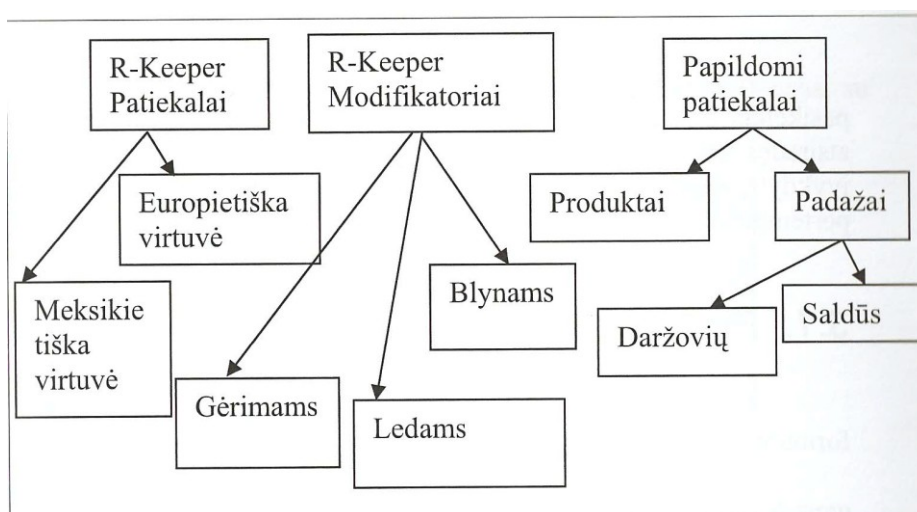 R-Keeper
Patiekalai
R-Keeper
Modifikatoriai
Papildomi
patiekalai
Europietiška
virtuvė
Produktai
Padažai
Meksikie
tiška
virtuvė
Blynams
Daržovių
Saldūs
Gėrimams
Ledams